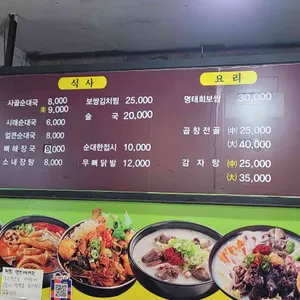 식 사
사골순대국 8,000
9,000
시래순대국 6,000
얼큰순대국 8,000
뼈해장국 8,000
소내장탕 8,000
보쌈김치찜 25,000
술 국 20,000
순대한접시 10,000
무뼈닭발 12,000
요 리
명태회보쌈 30,000
곱창전골 (中) 25,000
(大) 40,000
감 자 탕 (中) 25,000
(大) 35,000